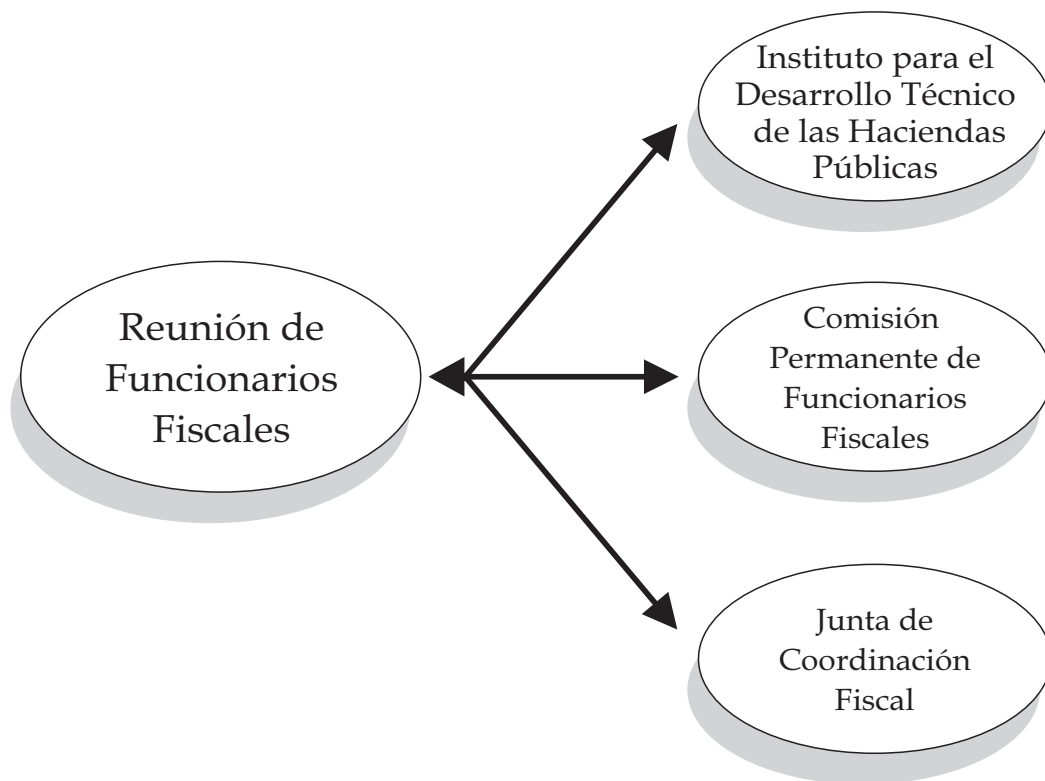 Reunión de
Funcionarios
Fiscales
Instituto para el
Desarrollo Técnico
de las Haciendas
Públicas
Comisión
Permanente de
Funcionarios
Fiscales
Junta de
Coordinación
Fiscal